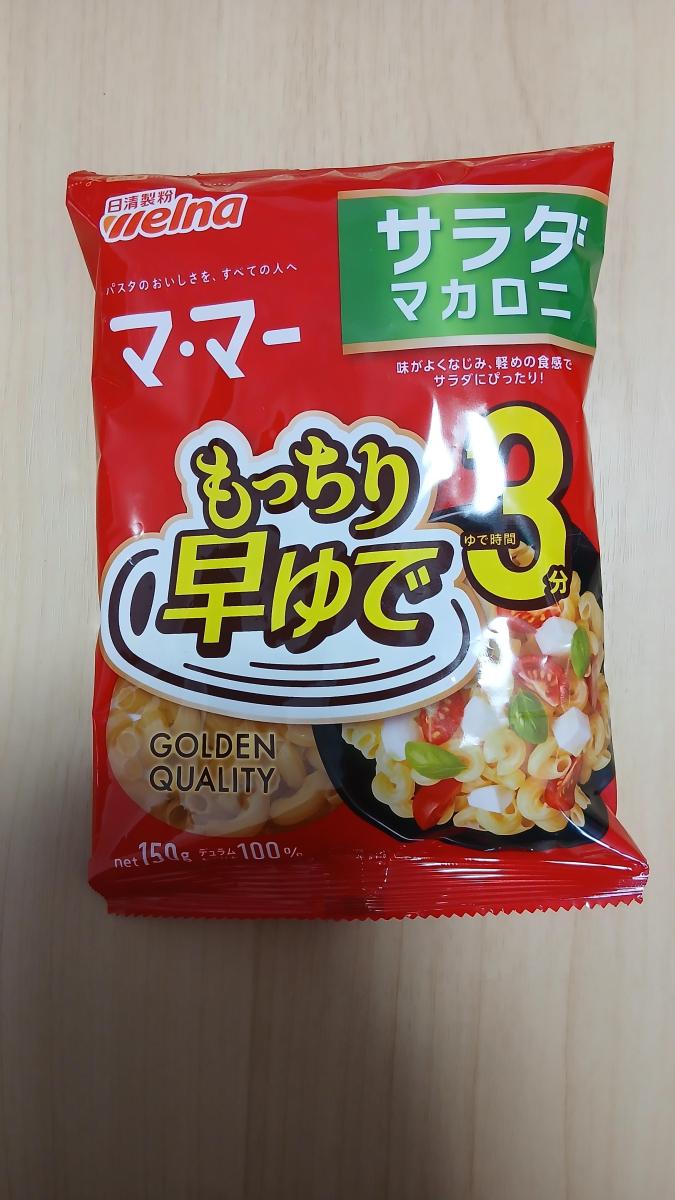 日清製粉
welna
パスタのおいしさを、すべての人へ
マ・マー
サラダ
マカロニ
味がよくなじみ、軽めの食感で
サラダにぴったり!
もっちり
早ゆで
ゆで時間
3分
GOLDEN
QUALITY
net150g デュラム100%